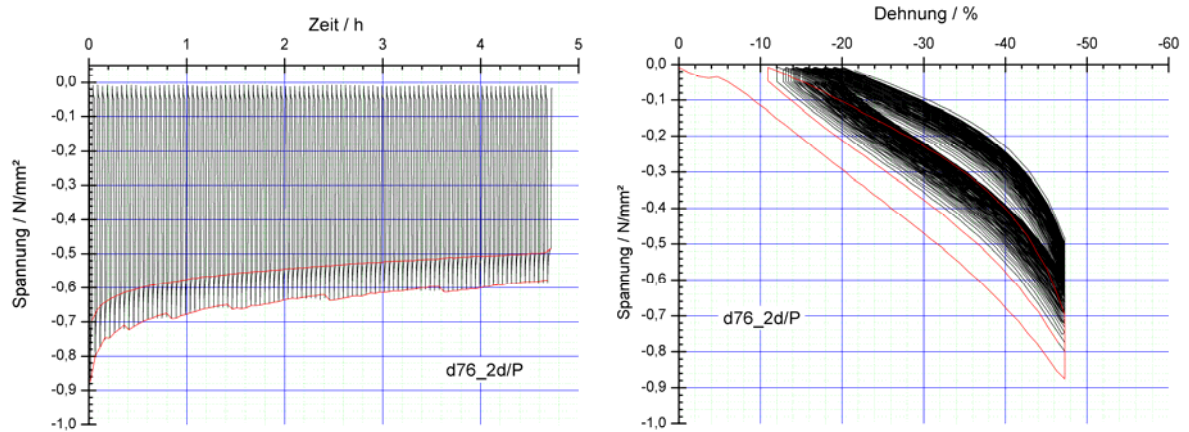 Zeit / h
0 1 2 3 4 5
0,0
-0,1
-0,2
-0,3
-0,4
-0,5
-0,6
-0,7
-0,8
-0,9
-1,0
Spannung / N/mm²
d76_2d/P
Dehnung / %
0 -10 -20 -30 -40 -50 -60
0,0
-0,1
-0,2
-0,3
-0,4
-0,5
-0,6
-0,7
-0,8
-0,9
-1,0
Spannung / N/mm²
d76_2d/P